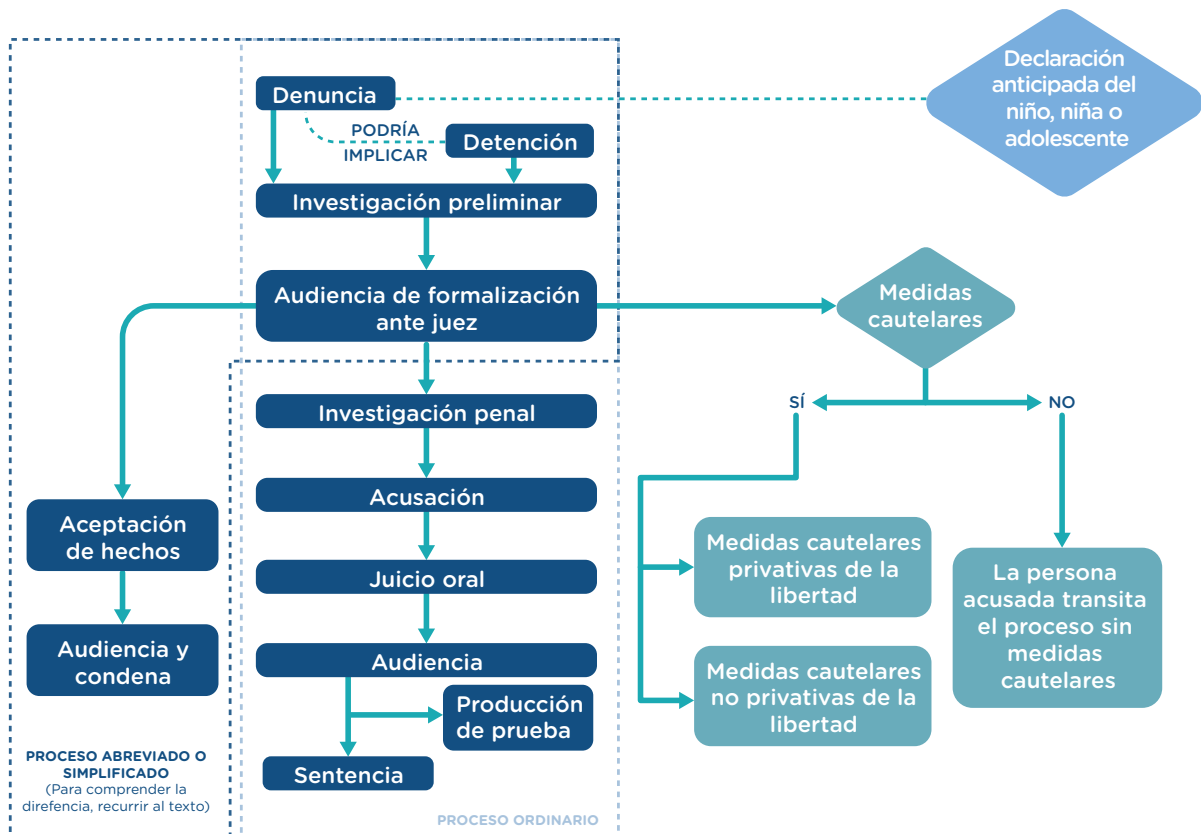 Denuncia
PODRÍA
IMPLICAR
Detención
Investigación preliminar
Audiencia de formalización
ante juez
Investigación penal
Acusación
Juicio oral
Audiencia
Producción
de prueba
Sentencia
PROCESO ORDINARIO
Aceptación
de hechos
Audiencia y
condena
PROCESO ABREVIADO O
SIMPLIFICADO
(Para comprender la
direfencia, recurrir al texto)
Declaración
anticipada del
niño, niña o
adolescente
Medidas
cautelares
SÍ
NO
Medidas cautelares
privativas de la
libertad
Medidas cautelares
no privativas de la
libertad
La persona
acusada transita
el proceso sin
medidas
cautelares